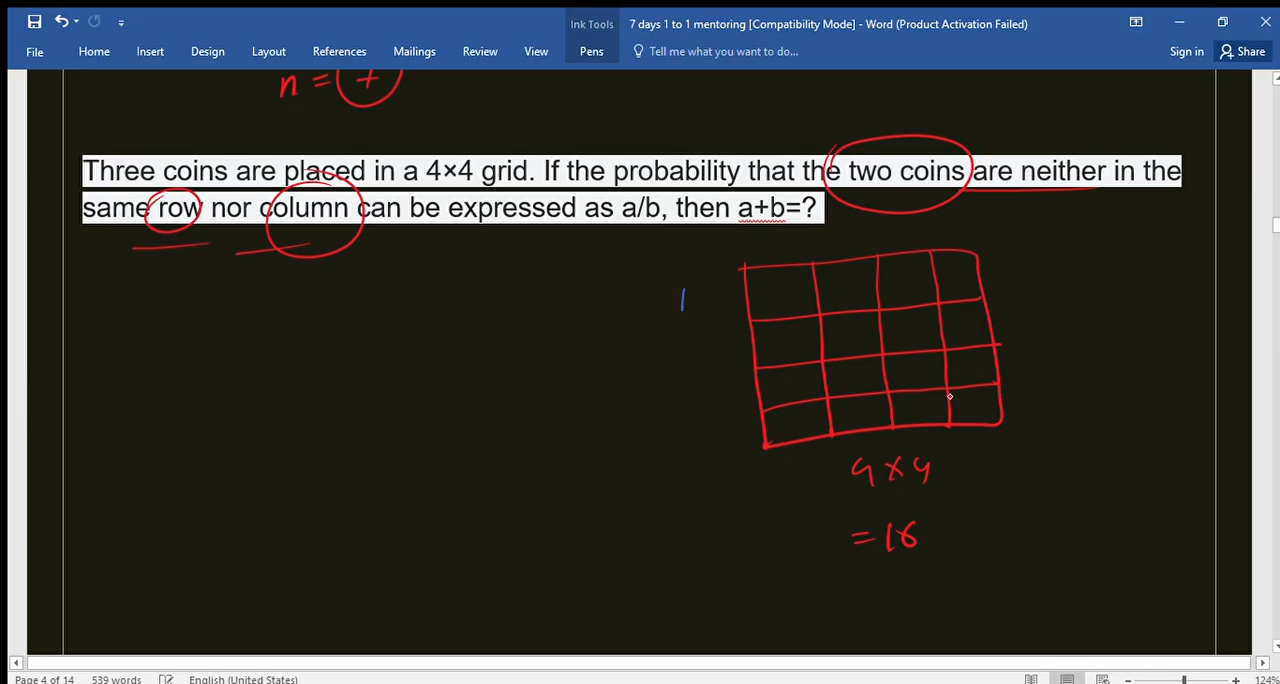 Ink Tools
7 days 1 to 1 mentoring [Compatibility Mode] - Word (Product Activation Failed)
File Home Insert Design Layout References Mailings Review View Pens Tell me what you want to do... Sign in Share
n = 7
Three coins are placed in a 4×4 grid. If the probability that the two coins are neither in the
same row nor column can be expressed as a/b, then a+b=?
4 × 4
= 16
Page 4 of 14 539 words English (United States) 124%